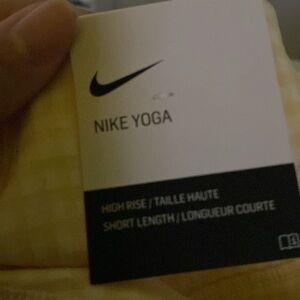 NIKE YOGA
HIGH RISE / TAILLE HAUTE
SHORT LENGTH / LONGUEUR COURTE